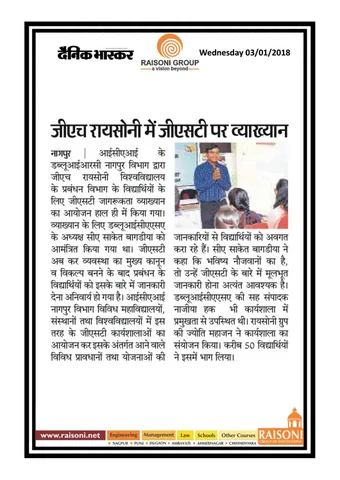 दैनिक भास्कर
RAISONI GROUP
a vision beyond
Wednesday 03/01/2018
जीएच रायसोनी में जीएसटी पर व्याख्यान
नागपुर | आईसीएआई के
डब्लूआईआरसी नागपुर विभाग द्वारा
जीएच रायसोनी विश्वविद्यालय
के प्रबंधन विभाग के विद्यार्थियों के
लिए जीएसटी जागरूकता व्याख्यान
का आयोजन हाल ही में किया गया।
व्याख्यान के लिए डब्लूआईसीएएसए
के अध्यक्ष सीए साकेत बागडीया को
आमंत्रित किया गया था। जीएसटी
अब कर व्यवस्था का मुख्य कानून
व विकल्प बनने के बाद प्रबंधन के
विद्यार्थियों को इसके बारे में जानकारी
देना अनिवार्य हो गया है। आईसीआई
नागपुर विभाग विविध महाविद्यालयों,
संस्थानों तथा विश्वविद्यालयों में इस
तरह के जीएसटी कार्यशालाओं का
आयोजन कर इसके अंतर्गत आने वाले
विविध प्रावधानों तथा योजनाओं की
जानकारियों से विद्यार्थियों को अवगत
करा रहे हैं। सीए साकेत बागडीया ने
कहा कि भविष्य नौजवानों का है,
तो उन्हें जीएसटी के बारे में मूलभूत
जानकारी होना अत्यंत आवश्यक है।
डब्लूआईसीएएसए की सह संपादक
नाजीया हक भी कार्यशाला में
प्रमुखता से उपस्थित थी। रायसोनी ग्रुप
की ज्योति महाजन ने कार्यशाला का
संयोजन किया। करीब 50 विद्यार्थियों
ने इसमें भाग लिया।
www.raisoni.net
Engineering Management Law Schools Other Courses
NAGPUR PUNE JALGAON AMRAVATI AHMEDNAGAR CHHINDWARA
RAISONI